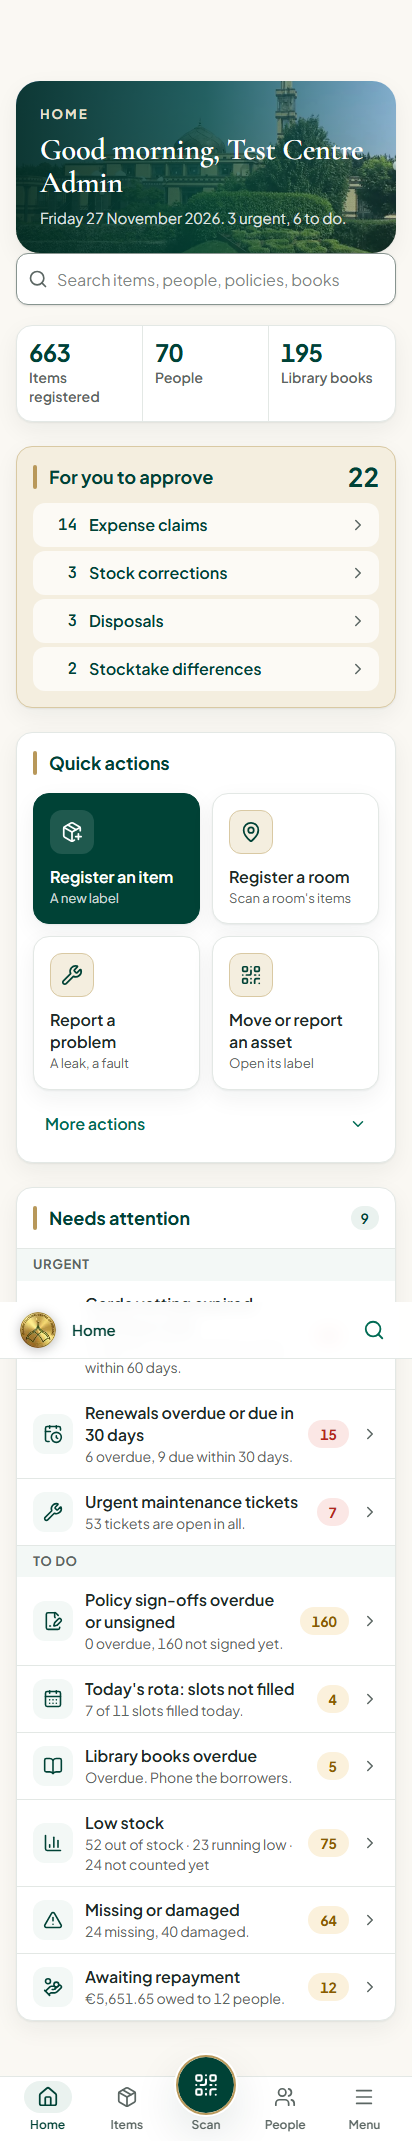 HOME
Good morning, Test Centre
Admin
Friday 27 November 2026. 3 urgent, 6 to do.
Search items, people, policies, books
663
Items
registered
70
People
195
Library books
For you to approve
22
14 Expense claims
3 Stock corrections
3 Disposals
2 Stocktake differences
Quick actions
Register an item
A new label
Register a room
Scan a room's items
Report a
problem
A leak, a fault
Move or report
an asset
Open its label
More actions
Needs attention
9
URGENT
Home
within 60 days.
Renewals overdue or due in
30 days
6 overdue, 9 due within 30 days.
15
Urgent maintenance tickets
53 tickets are open in all.
7
TO DO
Policy sign-offs overdue
or unsigned
0 overdue, 160 not signed yet.
160
Today's rota: slots not filled
7 of 11 slots filled today.
4
Library books overdue
Overdue. Phone the borrowers.
5
Low stock
52 out of stock · 23 running low ·
24 not counted yet
75
Missing or damaged
24 missing, 40 damaged.
64
Awaiting repayment
€5,651.65 owed to 12 people.
12
Home
Items
Scan
People
Menu